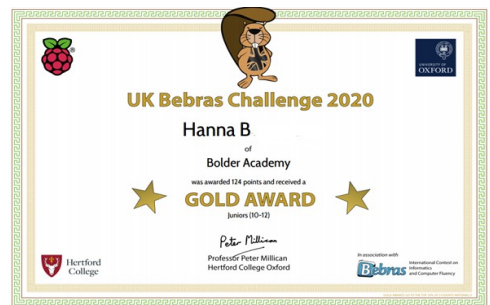 UNIVERSITY OF
OXFORD
UK Bebras Challenge 2020
Hanna B
of
Bolder Academy
was awarded 124 points and received a
GOLD AWARD
Juniors (10-12)
Peter Millican
Professor Peter Millican
Hertford College Oxford
Hertford
College
In association with
Bebras
International Contest on
Informatics
and Computer Fluency